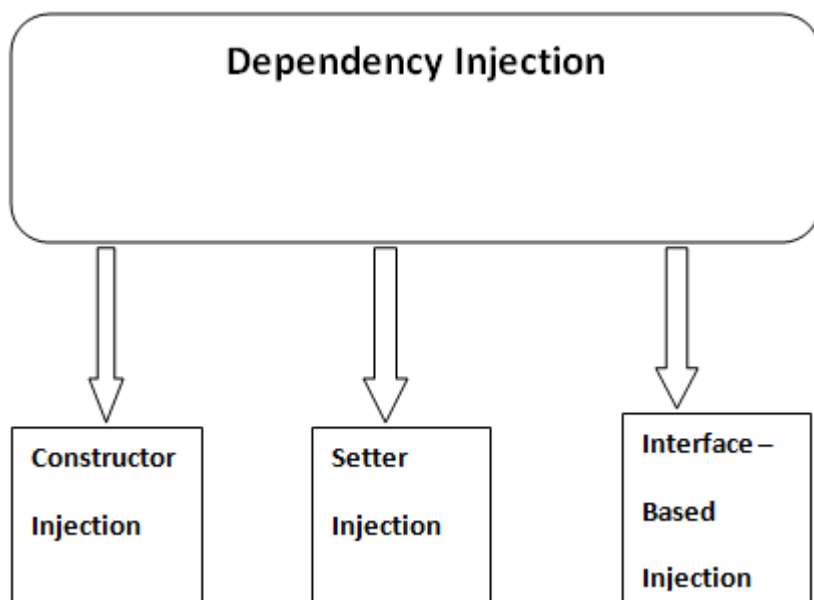 Dependency Injection
Constructor
Injection
Setter
Injection
Interface –
Based
Injection